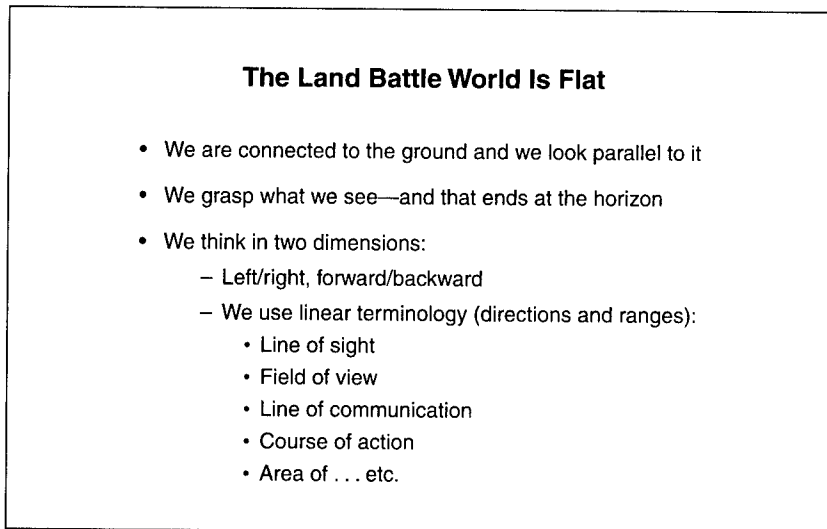 The Land Battle World Is Flat
• We are connected to the ground and we look parallel to it
• We grasp what we see—and that ends at the horizon
• We think in two dimensions:
– Left/right, forward/backward
– We use linear terminology (directions and ranges):
• Line of sight
• Field of view
• Line of communication
• Course of action
• Area of . . . etc.